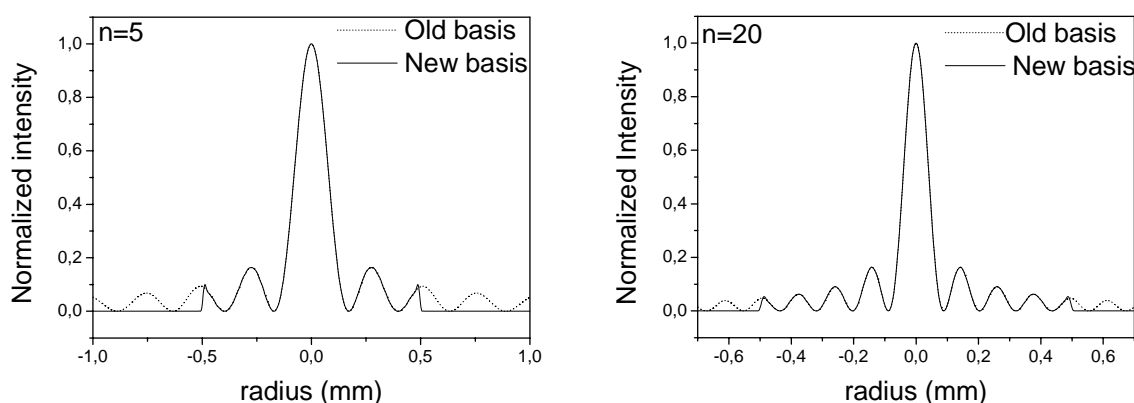 n=5
Old basis
New basis
1,0
0,8
0,6
0,4
0,2
0,0
Normalized intensity
-1,0 -0,5 0,0 0,5 1,0
radius (mm)
n=20
Old basis
New basis
1,0
0,8
0,6
0,4
0,2
0,0
Normalized Intensity
-0,6 -0,4 -0,2 0,0 0,2 0,4 0,6
radius (mm)